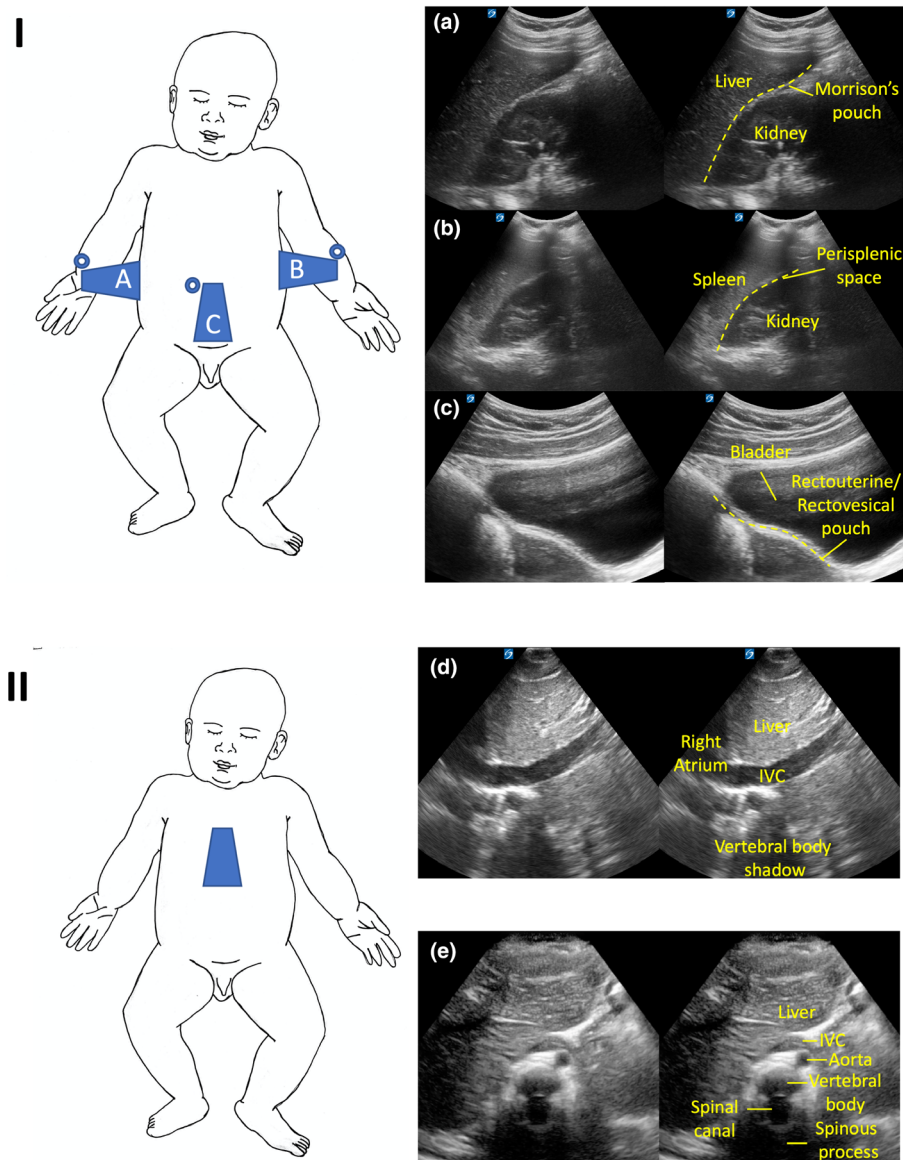 I
A
B
C
(a)
Liver
Morrison's
pouch
Kidney
(b)
Spleen
Perisplenic
space
Kidney
(c)
Bladder
Rectouterine/
Rectovesical
pouch
II
(d)
Liver
Right
Atrium
IVC
Vertebral body
shadow
(e)
Liver
IVC
Aorta
Vertebral
body
Spinal
canal
Spinous
process